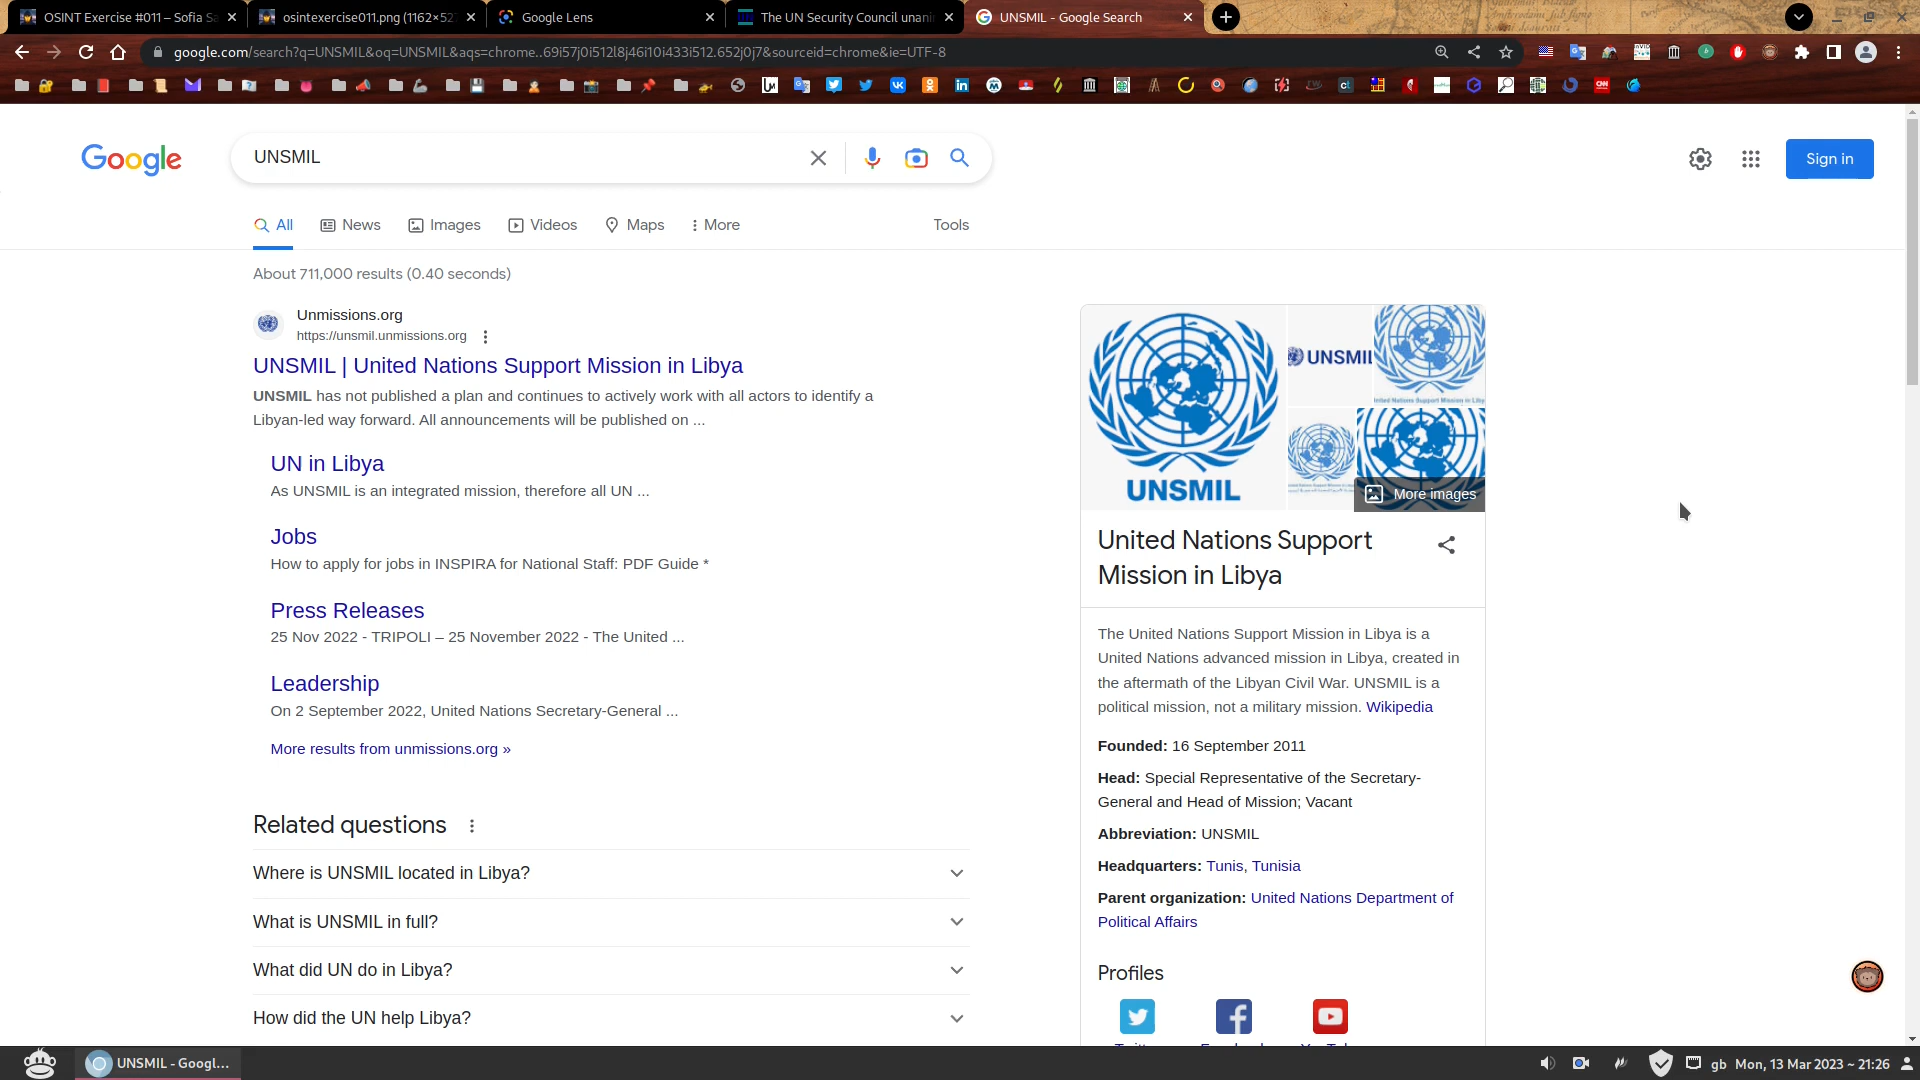 OSINT Exercise #011 – Sofia Sa
osintexercise011.png (1162×527
Google Lens
The UN Security Council unani
UNSMIL - Google Search
google.com/search?q=UNSMIL&oq=UNSMIL&aqs=chrome..69i57j0i512l8j46i10i433i512.652j0j7&sourceid=chrome&ie=UTF-8
Google
UNSMIL
Sign in
All
News
Images
Videos
Maps
More
Tools
About 711,000 results (0.40 seconds)
Unmissions.org
https://unsmil.unmissions.org
UNSMIL | United Nations Support Mission in Libya
UNSMIL has not published a plan and continues to actively work with all actors to identify a
Libyan-led way forward. All announcements will be published on ...
UN in Libya
As UNSMIL is an integrated mission, therefore all UN ...
Jobs
How to apply for jobs in INSPIRA for National Staff: PDF Guide *
Press Releases
25 Nov 2022 - TRIPOLI – 25 November 2022 - The United ...
Leadership
On 2 September 2022, United Nations Secretary-General ...
More results from unmissions.org »
Related questions
Where is UNSMIL located in Libya?
What is UNSMIL in full?
What did UN do in Libya?
How did the UN help Libya?
UNSMIL
UNSMIL
United Nations Support Mission in Liby
More images
United Nations Support
Mission in Libya
The United Nations Support Mission in Libya is a
United Nations advanced mission in Libya, created in
the aftermath of the Libyan Civil War. UNSMIL is a
political mission, not a military mission. Wikipedia
Founded: 16 September 2011
Head: Special Representative of the Secretary-
General and Head of Mission; Vacant
Abbreviation: UNSMIL
Headquarters: Tunis, Tunisia
Parent organization: United Nations Department of
Political Affairs
Profiles
UNSMIL - Googl...
gb Mon, 13 Mar 2023 ~ 21:26